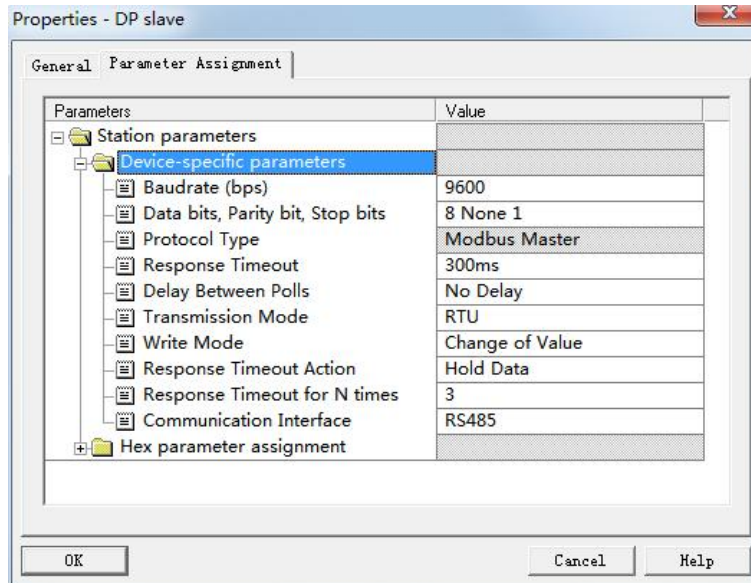 Properties - DP slave
General Parameter Assignment
Parameters Value
Station parameters
Device-specific parameters
Baudrate (bps) 9600
Data bits, Parity bit, Stop bits 8 None 1
Protocol Type Modbus Master
Response Timeout 300ms
Delay Between Polls No Delay
Transmission Mode RTU
Write Mode Change of Value
Response Timeout Action Hold Data
Response Timeout for N times 3
Communication Interface RS485
Hex parameter assignment
OK Cancel Help